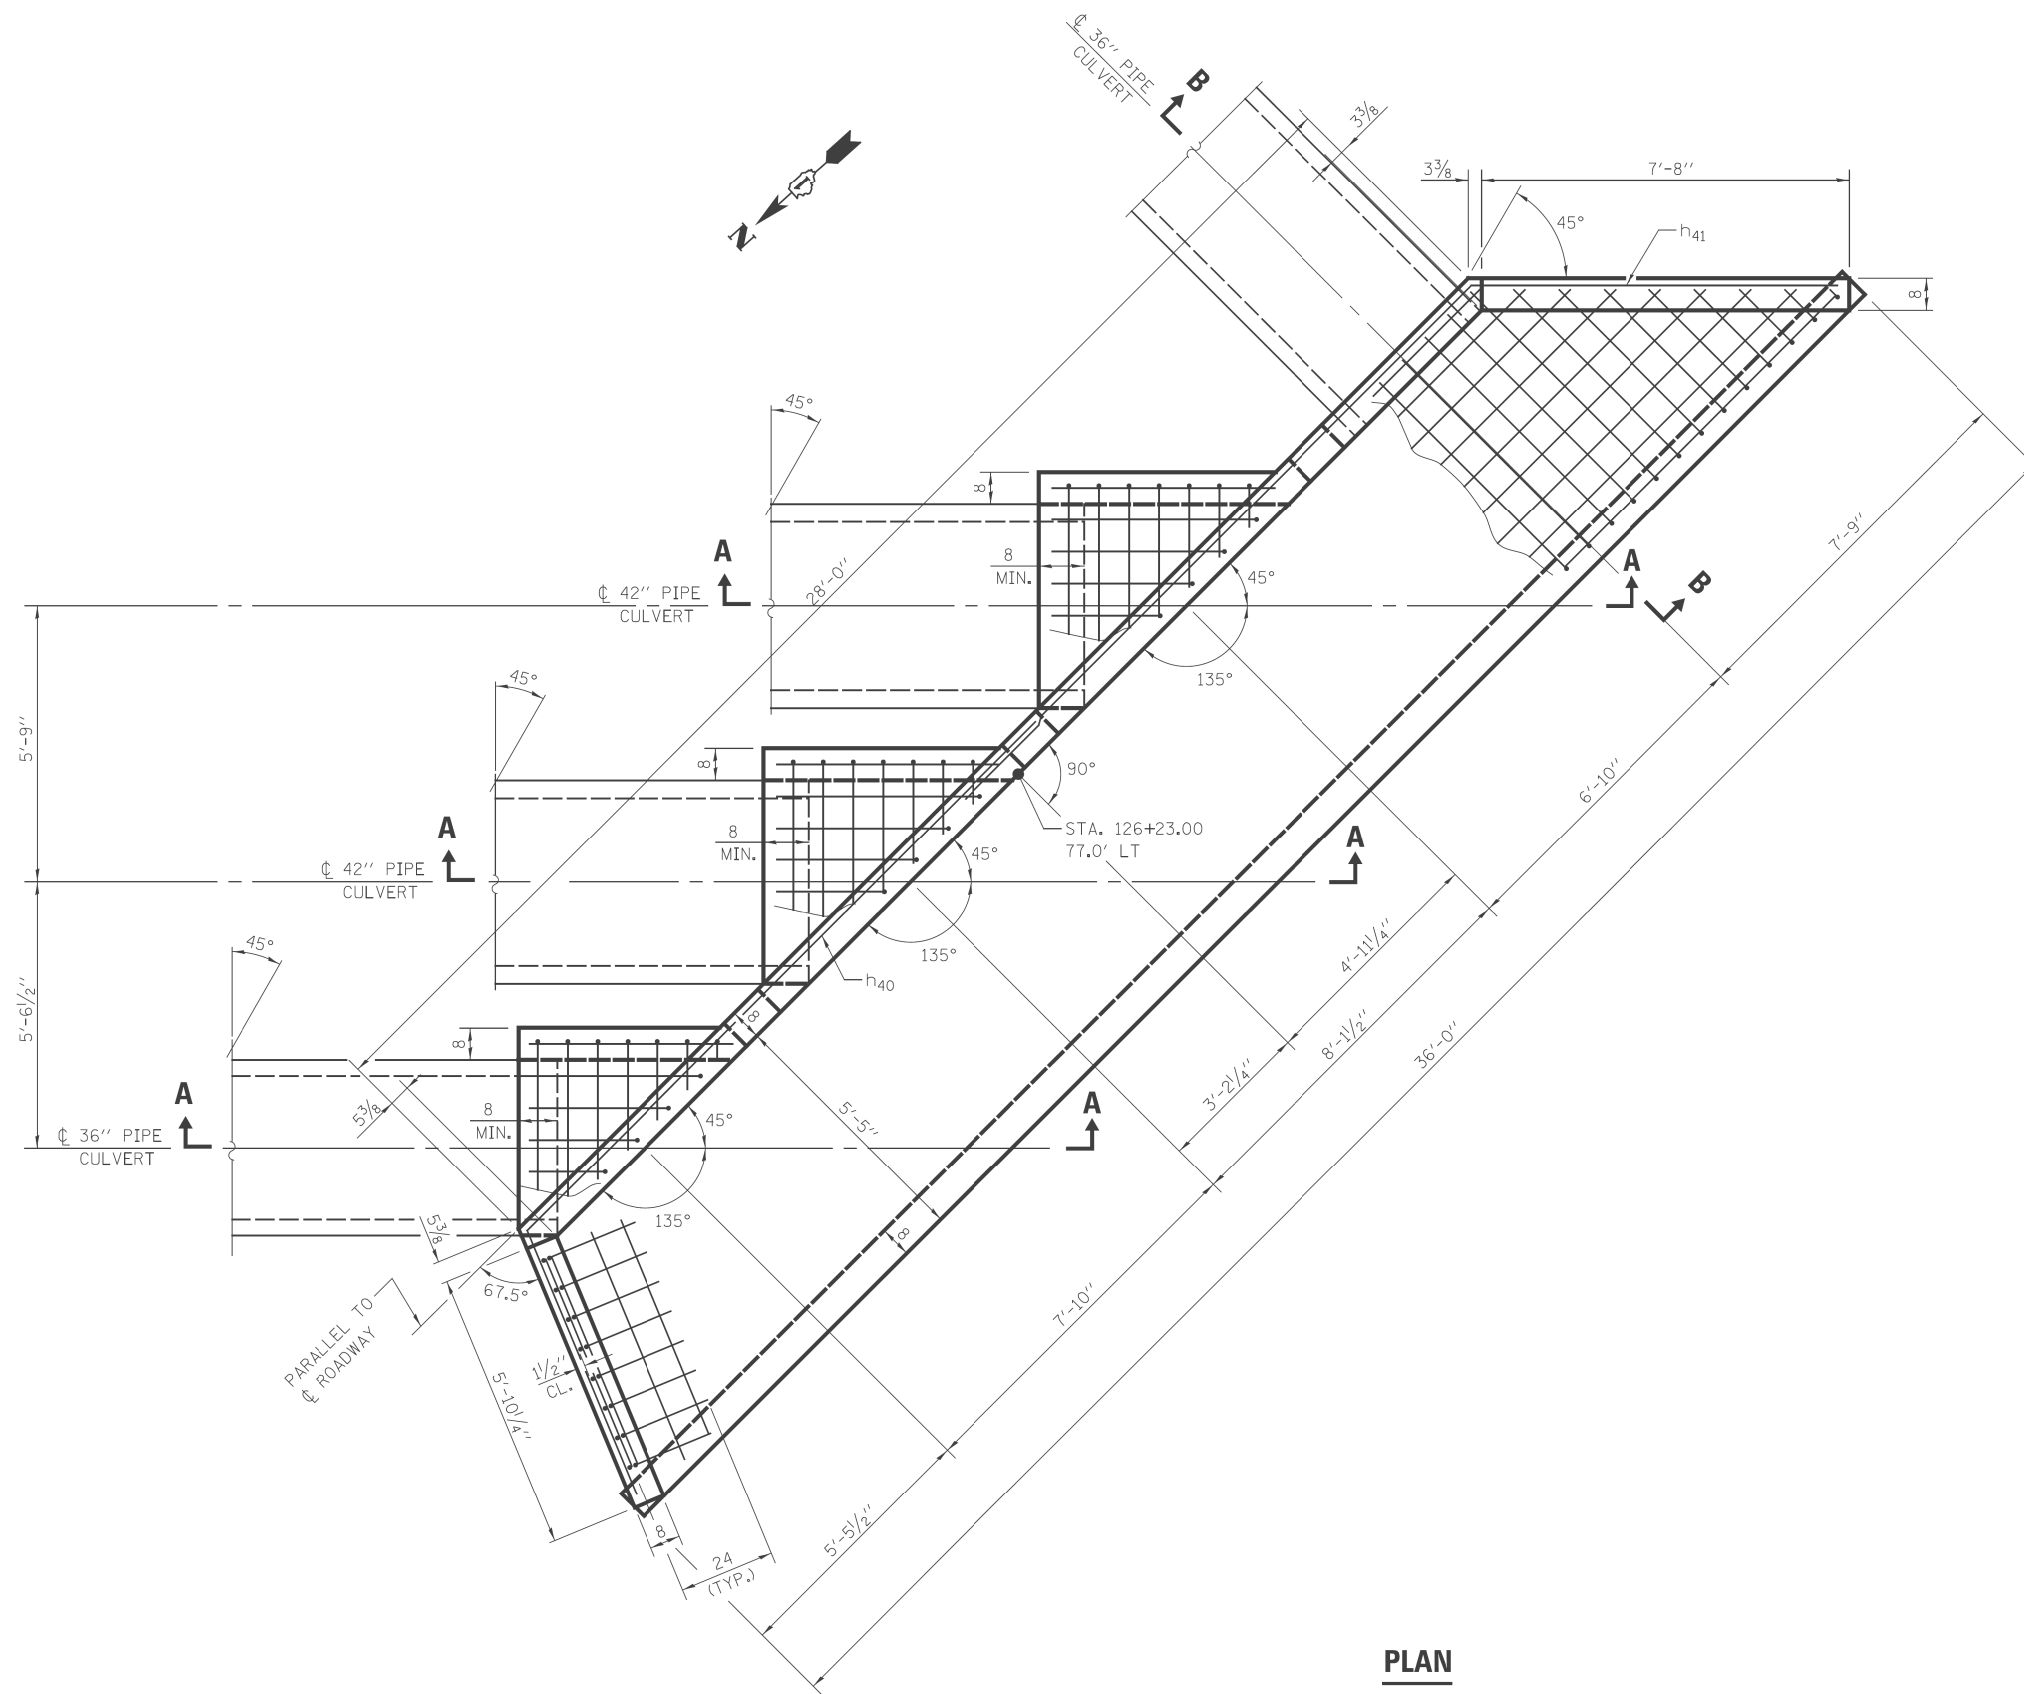 ℄ 36" PIPE
CULVERT
B
3⅜
3⅜
7'-8"
45°
h41
8
N
45°
8
8
MIN.
A
℄ 42" PIPE
CULVERT
28'-0"
45°
135°
A
B
7'-9"
5'-9"
45°
8
8
MIN.
A
℄ 42" PIPE
CULVERT
90°
STA. 126+23.00
77.0' LT
45°
135°
h40
A
6'-10"
4'-11¼"
8'-1½"
36'-0"
3'-2¼"
5'-6½"
45°
8
8
MIN.
5⅜
A
℄ 36" PIPE
CULVERT
8
5'-5"
45°
135°
A
8
5⅜
67.5°
PARALLEL TO
℄ ROADWAY
1½"
CL.
5'-10¼"
7'-10"
8
24
(TYP.)
5'-5½"
PLAN